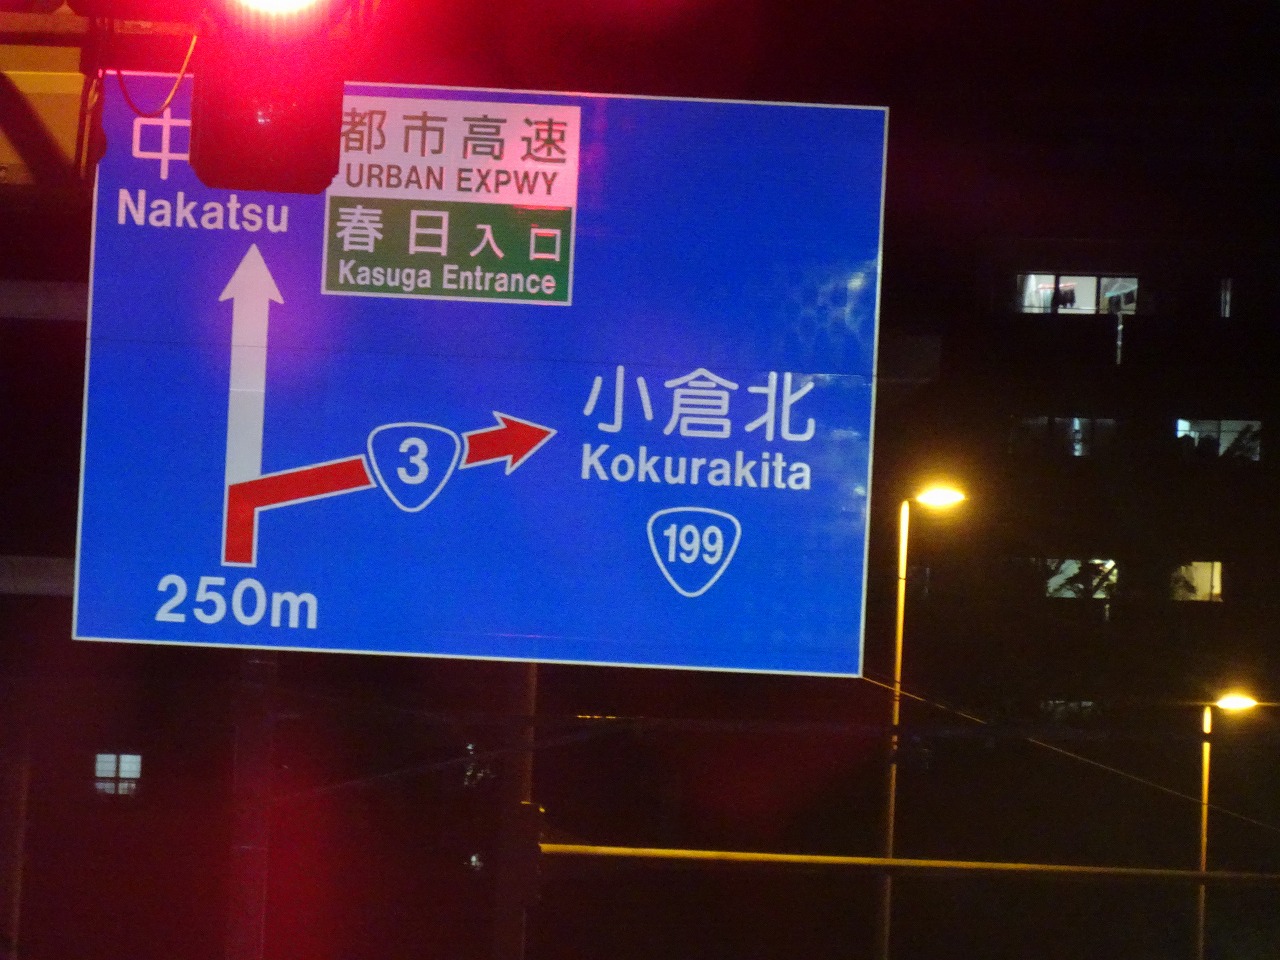 中
Nakatsu
都市高速
URBAN EXPWY
春日入口
Kasuga Entrance
3
小倉北
Kokurakita
199
250m